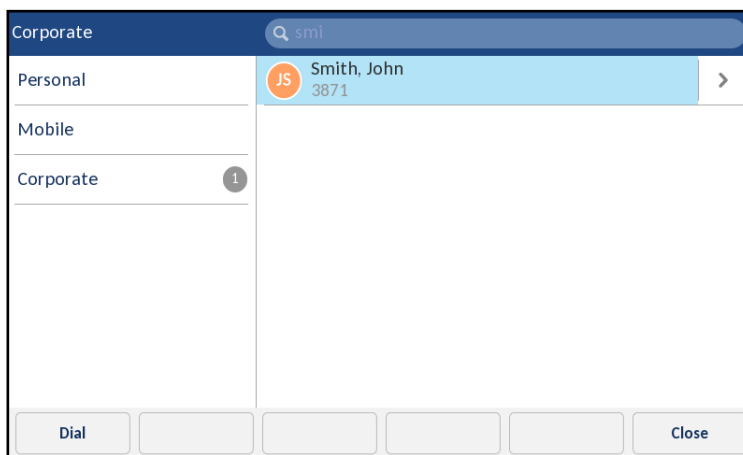 Corporate
smi
Personal
Mobile
Corporate 1
JS
Smith, John
3871
Dial
Close